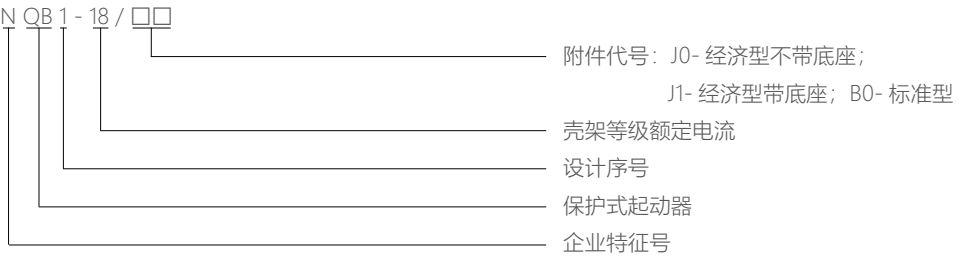 N QB 1 - 18 / □□
附件代号：J0- 经济型不带底座；
J1- 经济型带底座；B0- 标准型
壳架等级额定电流
设计序号
保护式起动器
企业特征号